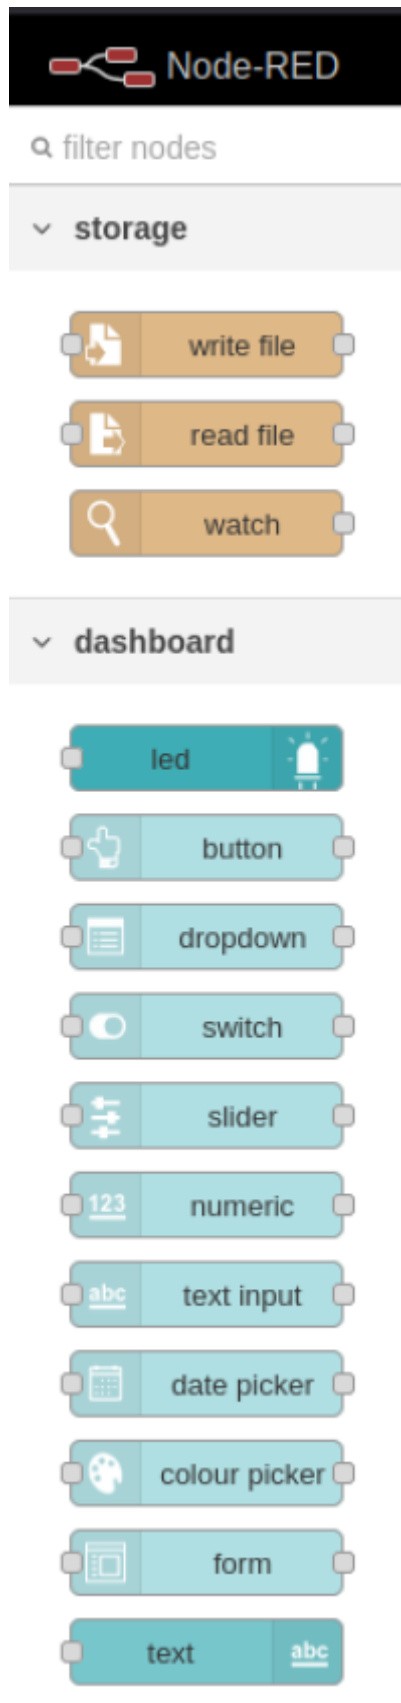 Node-RED
filter nodes
storage
write file
read file
watch
dashboard
led
button
dropdown
switch
slider
123 numeric
abc text input
date picker
colour picker
form
text abc